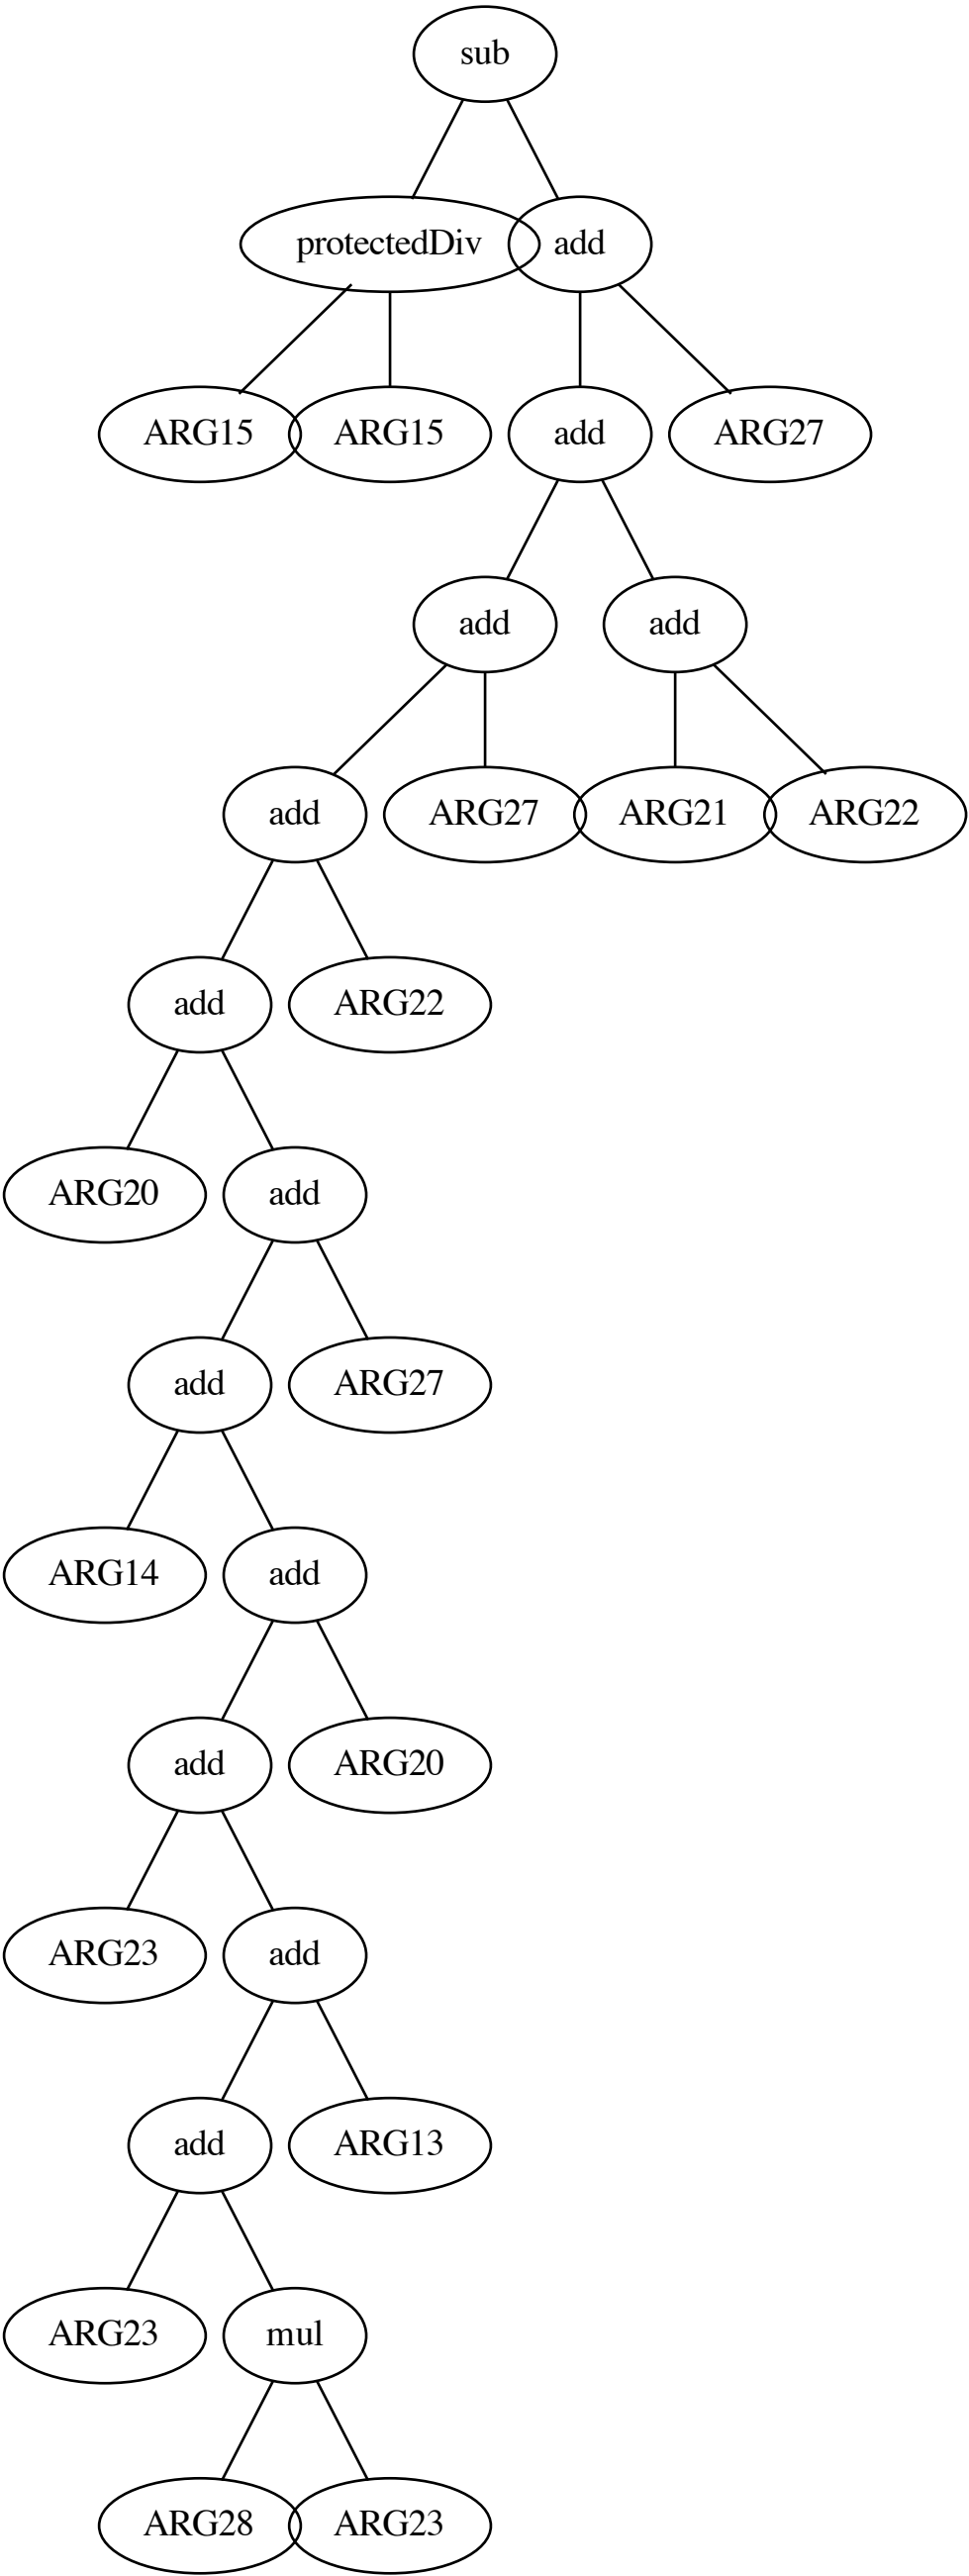 sub
protectedDiv add
ARG15 ARG15 add ARG27
add add
add ARG27 ARG21 ARG22
add ARG22
ARG20 add
add ARG27
ARG14 add
add ARG20
ARG23 add
add ARG13
ARG23 mul
ARG28 ARG23